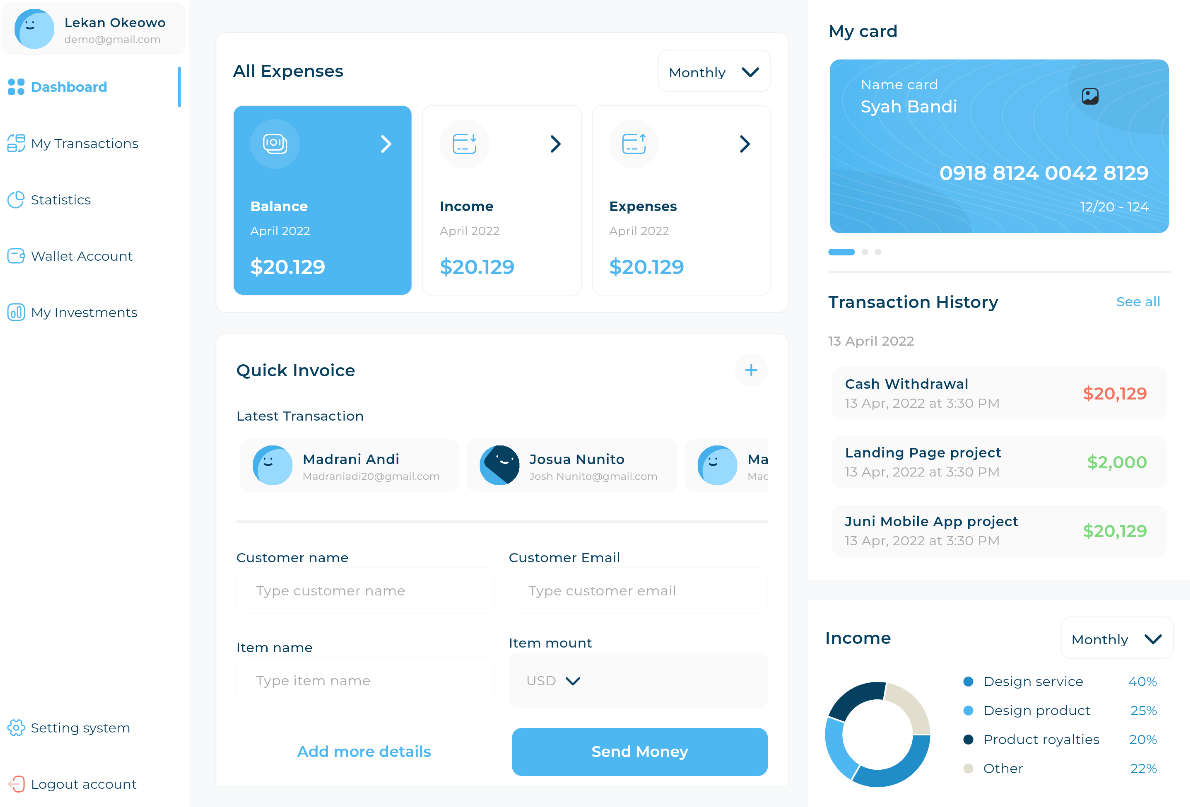 Lekan Okeowo
demo@gmail.com
Dashboard
My Transactions
Statistics
Wallet Account
My Investments
Setting system
Logout account
All Expenses
Monthly
Balance
April 2022
$20.129
Income
April 2022
$20.129
Expenses
April 2022
$20.129
Quick Invoice
Latest Transaction
Madrani Andi
Madraniadi20@gmail.com
Josua Nunito
Josh Nunito@gmail.com
Ma
Mac
Customer name
Type customer name
Customer Email
Type customer email
Item name
Type item name
Item mount
USD
Add more details
Send Money
My card
Name card
Syah Bandi
0918 8124 0042 8129
12/20 - 124
Transaction History
See all
13 April 2022
Cash Withdrawal
13 Apr, 2022 at 3:30 PM
$20,129
Landing Page project
13 Apr, 2022 at 3:30 PM
$2,000
Juni Mobile App project
13 Apr, 2022 at 3:30 PM
$20,129
Income
Monthly
Design service 40%
Design product 25%
Product royalties 20%
Other 22%